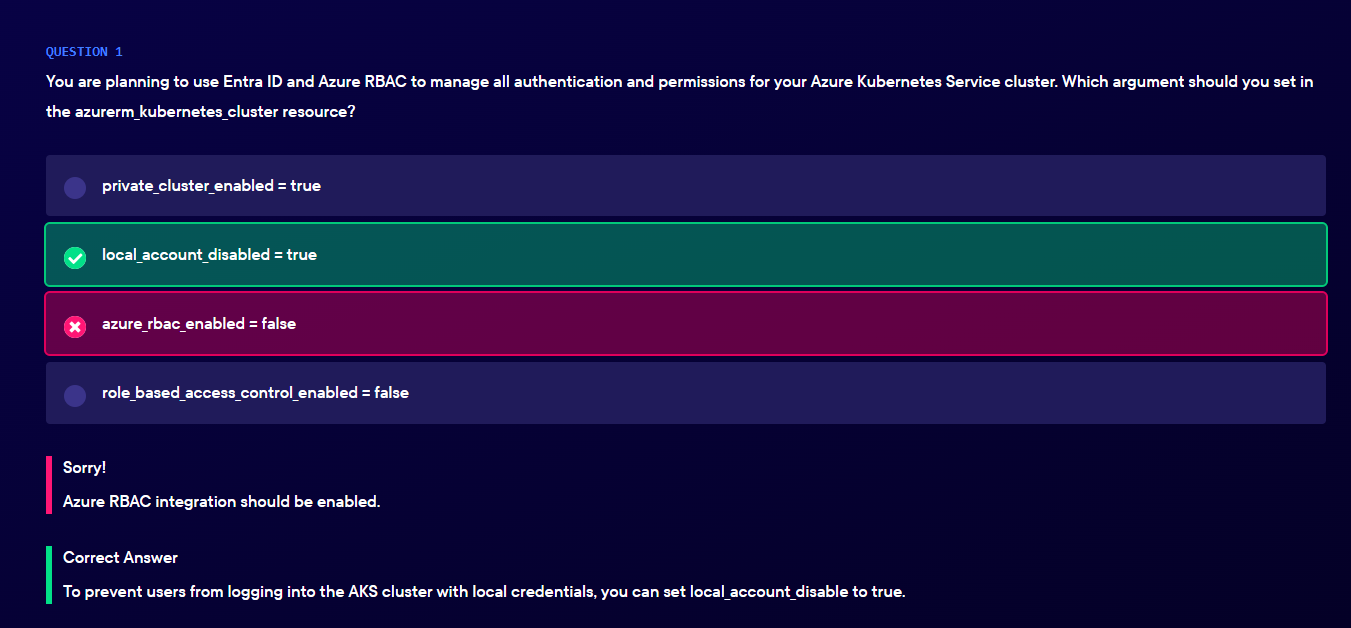 QUESTION 1
You are planning to use Entra ID and Azure RBAC to manage all authentication and permissions for your Azure Kubernetes Service cluster. Which argument should you set in
the azurerm_kubernetes_cluster resource?
private_cluster_enabled = true
local_account_disabled = true
azure_rbac_enabled = false
role_based_access_control_enabled = false
Sorry!
Azure RBAC integration should be enabled.
Correct Answer
To prevent users from logging into the AKS cluster with local credentials, you can set local_account_disable to true.